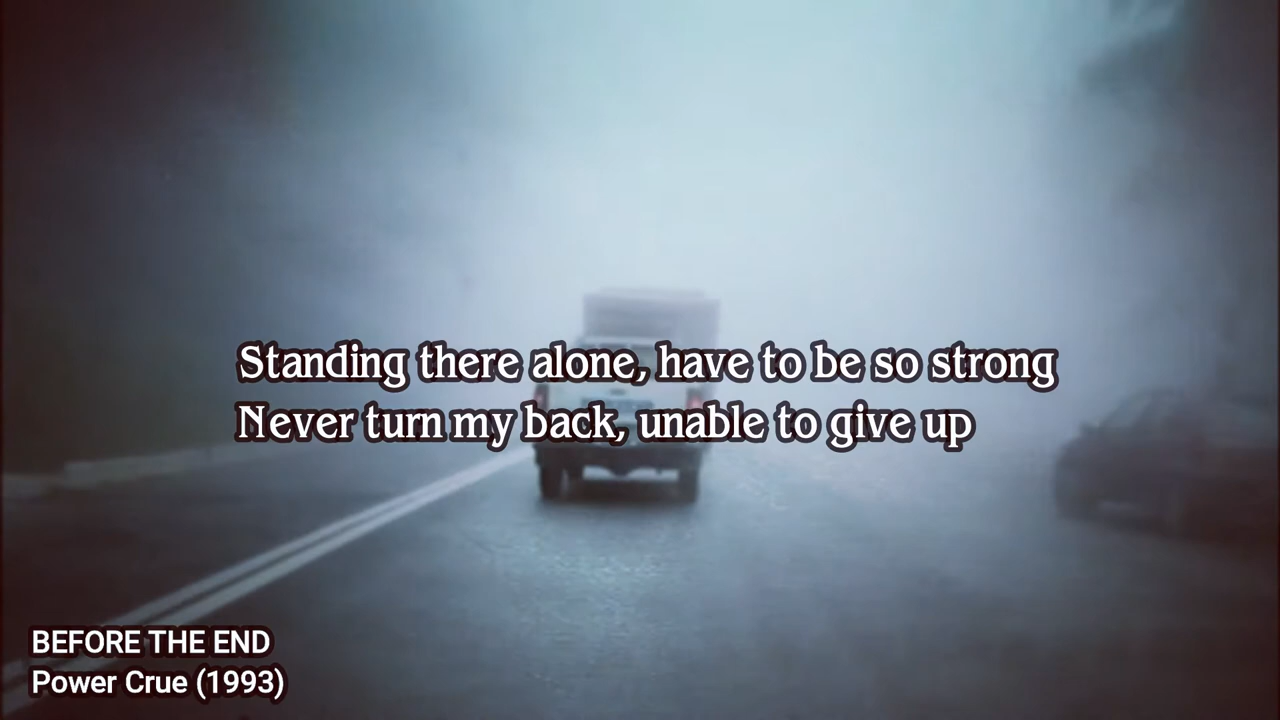 Standing there alone, have to be so strong
Never turn my back, unable to give up
BEFORE THE END
Power Crue (1993)